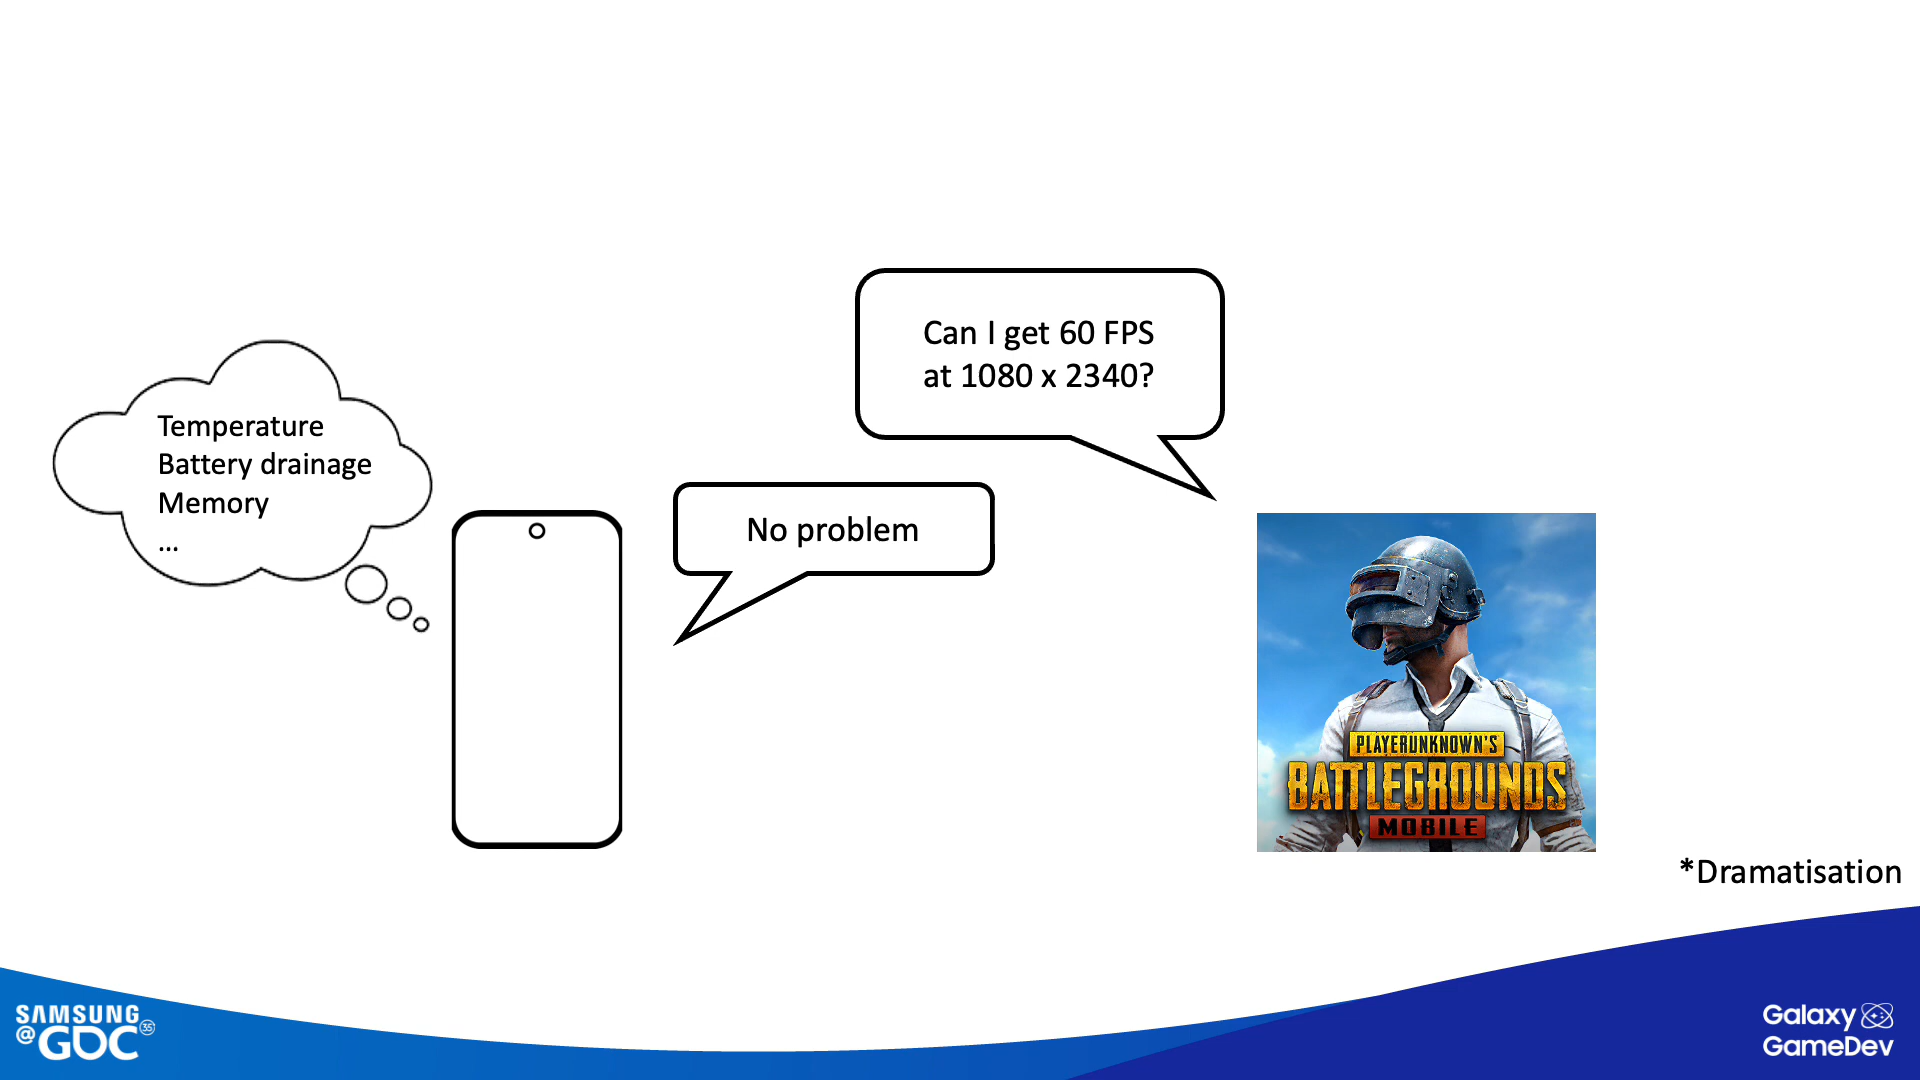 Can I get 60 FPS
at 1080 x 2340?
Temperature
Battery drainage
Memory
...
No problem
PLAYERUNKNOWN'S
BATTLEGROUNDS
MOBILE
*Dramatisation
SAMSUNG
@GDC 35
Galaxy
GameDev